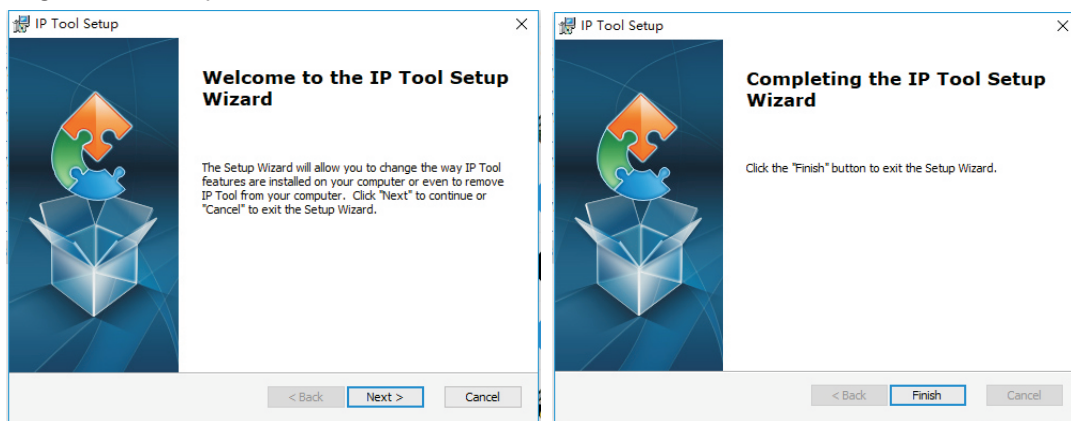 IP Tool Setup
Welcome to the IP Tool Setup
Wizard
The Setup Wizard will allow you to change the way IP Tool
features are installed on your computer or even to remove
IP Tool from your computer. Click "Next" to continue or
"Cancel" to exit the Setup Wizard.
< Back Next > Cancel
IP Tool Setup
Completing the IP Tool Setup
Wizard
Click the "Finish" button to exit the Setup Wizard.
< Back Finish Cancel